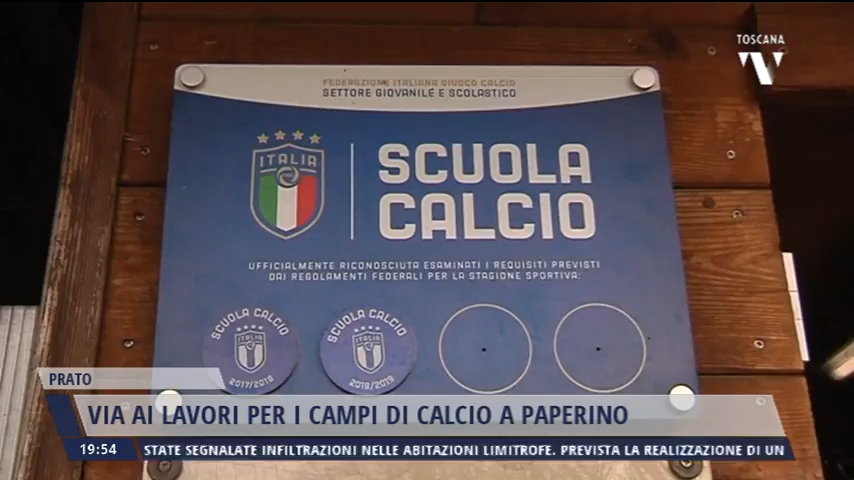 TOSCANA
TV
FEDERAZIONE ITALIANA GIUOCO CALCIO
SETTORE GIOVANILE E SCOLASTICO
ITALIA
SCUOLA
CALCIO
UFFICIALMENTE RICONOSCIUTA ESAMINATI I REQUISITI PREVISTI
DAI REGOLAMENTI FEDERALI PER LA STAGIONE SPORTIVA:
SCUOLA CALCIO
ITALIA
2017/2018
SCUOLA CALCIO
ITALIA
2018/2019
PRATO
VIA AI LAVORI PER I CAMPI DI CALCIO A PAPERINO
19:54
STATE SEGNALATE INFILTRAZIONI NELLE ABITAZIONI LIMITROFE. PREVISTA LA REALIZZAZIONE DI UN